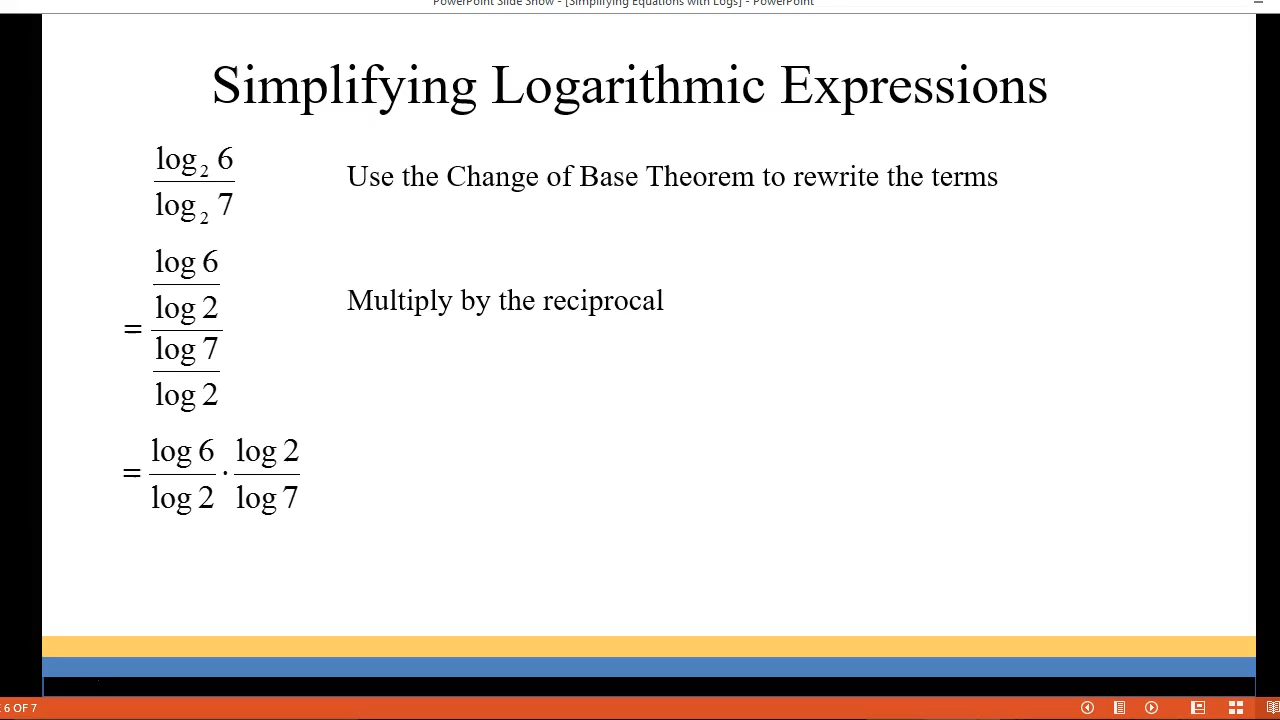 PowerPoint Slide Show - [Simplifying Equations with Logs] - PowerPoint
Simplifying Logarithmic Expressions
log₂ 6
log₂ 7
Use the Change of Base Theorem to rewrite the terms
log 6
log 2
=
log 7
log 2
Multiply by the reciprocal
= log 6 · log 2
log 2 log 7
6 OF 7